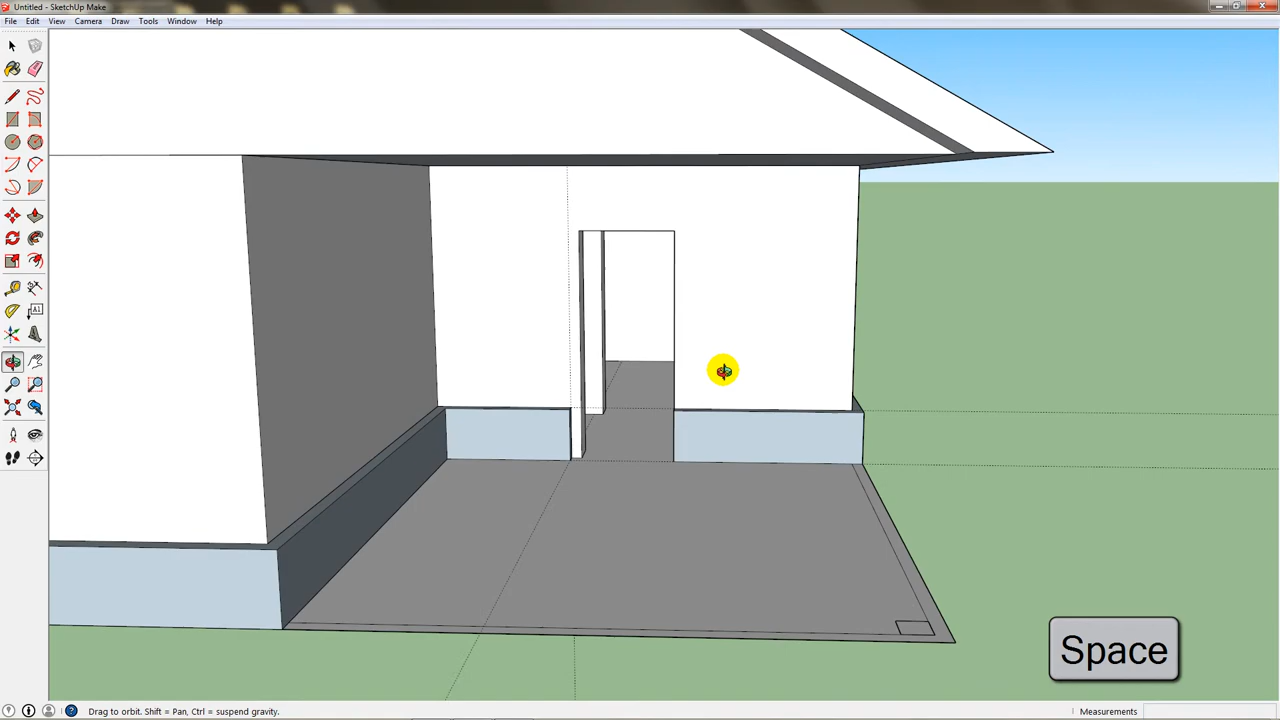 Untitled - SketchUp Make
File Edit View Camera Draw Tools Window Help
A1
Space
Drag to orbit. Shift = Pan, Ctrl = suspend gravity.
Measurements